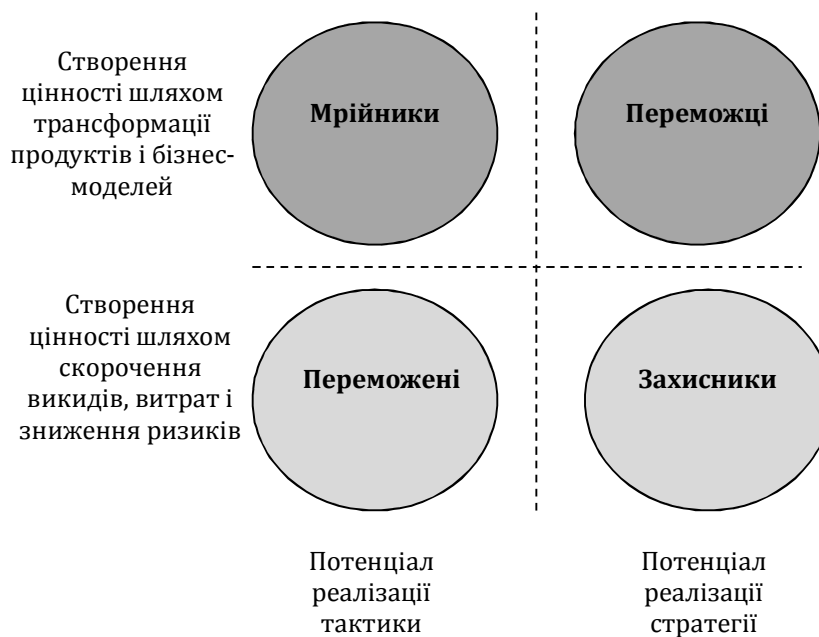 Створення
цінності шляхом
трансформації
продуктів і бізнес-
моделей
Мрійники
Переможці
Створення
цінності шляхом
скорочення
викидів, витрат і
зниження ризиків
Переможені
Захисники
Потенціал
реалізації
тактики
Потенціал
реалізації
стратегії